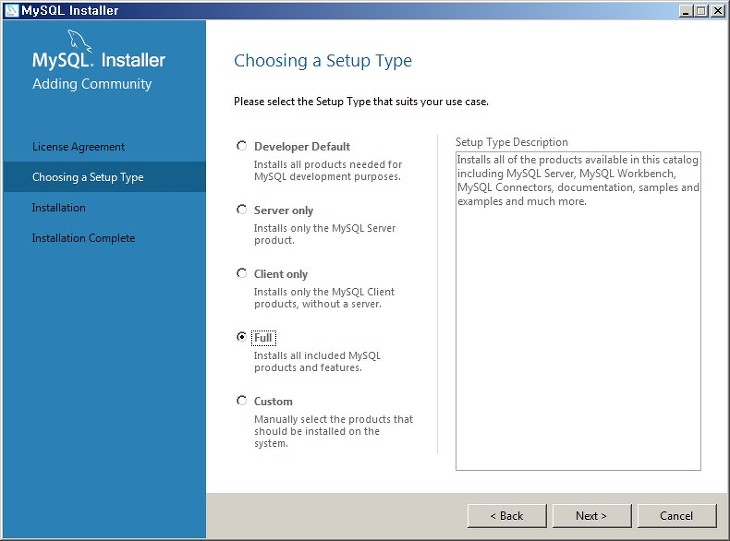 MySQL Installer
MySQL. Installer
Adding Community
License Agreement
Choosing a Setup Type
Installation
Installation Complete
Choosing a Setup Type
Please select the Setup Type that suits your use case.
Developer Default
Installs all products needed for
MySQL development purposes.
Server only
Installs only the MySQL Server
product.
Client only
Installs only the MySQL Client
products, without a server.
Full
Installs all included MySQL
products and features.
Custom
Manually select the products that
should be installed on the
system.
Setup Type Description
Installs all of the products available in this catalog
including MySQL Server, MySQL Workbench,
MySQL Connectors, documentation, samples and
examples and much more.
< Back
Next >
Cancel